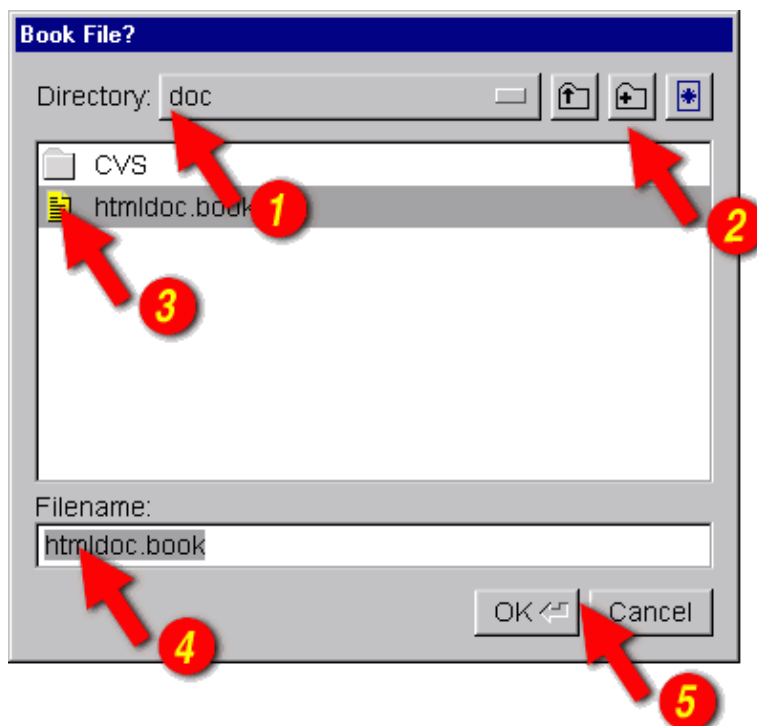 Book File?
Directory: doc
CVS
htmldoc.book
1
2
3
Filename:
htmldoc.book
OK Cancel
4
5